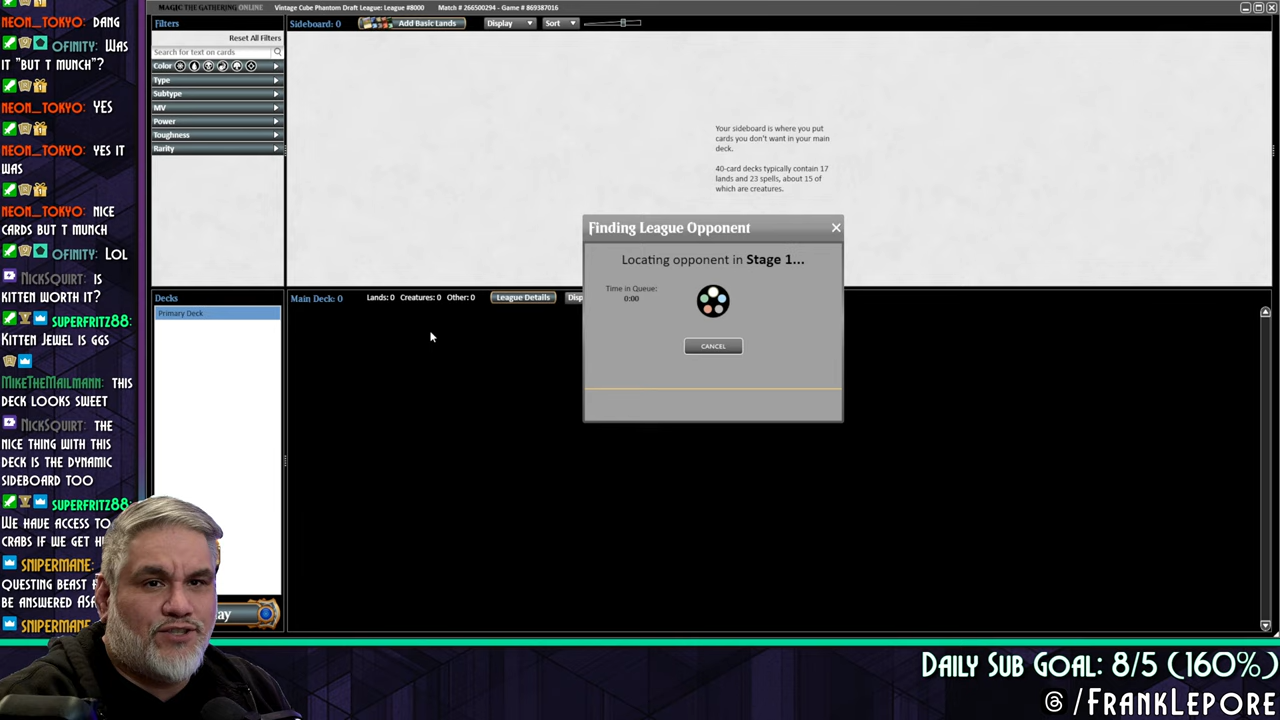 NEON_TOKYO: DANG
OFINITY: WAS
IT "BUT T MUNCH"?
NEON_TOKYO: YES
NEON_TOKYO: YES IT
WAS
NEON_TOKYO: NICE
CARDS BUT T MUNCH
OFINITY: LOL
NICKSQUIRT: IS
KITTEN WORTH IT?
SUPERFRITZ88:
KITTEN JEWEL IS GGS
MIKETHEMAILMANN: THIS
DECK LOOKS SWEET
NICKSQUIRT: THE
NICE THING WITH THIS
DECK IS THE DYNAMIC
SIDEBOARD TOO
SUPERFRITZ88:
WE HAVE ACCESS TO
CRABS IF WE GET
SNIPERMANE:
QUESTING BEAST
BE ANSWERED
SNIPERMANE
MAGIC THE GATHERING ONLINE
Vintage Cube Phantom Draft League: League #8000
Match # 266500294 - Game # 869387016
Filters
Reset All Filters
Search for text on cards
Color
Type
Subtype
MV
Power
Toughness
Rarity
Sideboard: 0
Add Basic Lands
Display
Sort
Your sideboard is where you put
cards you don't want in your main
deck.
40-card decks typically contain 17
lands and 23 spells, about 15 of
which are creatures.
Finding League Opponent
Locating opponent in Stage 1...
Time in Queue:
0:00
CANCEL
Decks
Primary Deck
Main Deck: 0
Lands: 0 Creatures: 0 Other: 0
League Details
Disp
ay
DAILY SUB GOAL: 8/5 (160%)
/FRANKLEPORE